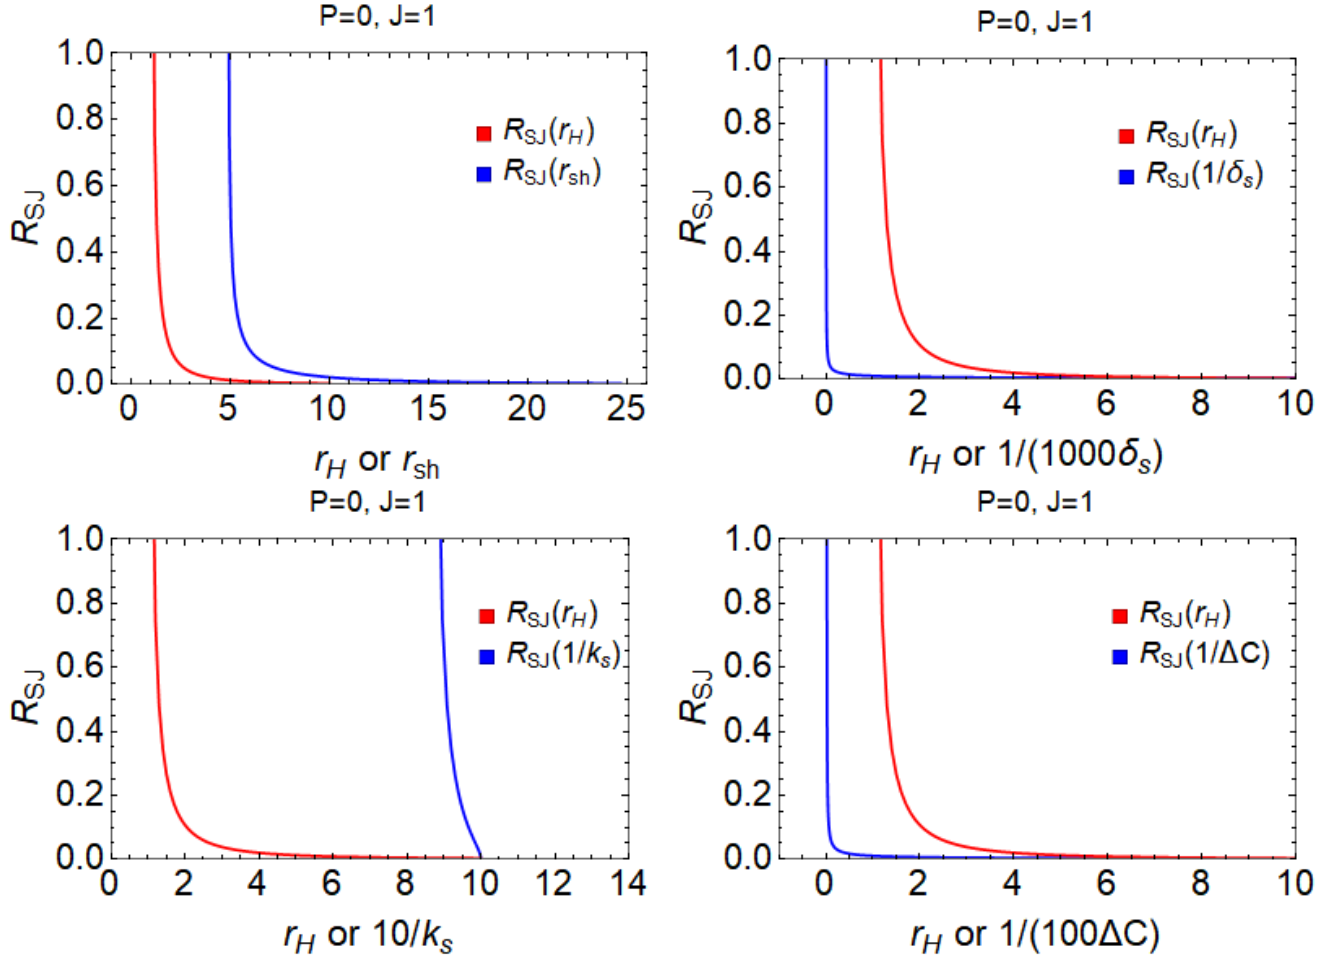 P=0, J=1
1.0
0.8
0.6
0.4
0.2
0.0
R_SJ
R_SJ(r_H)
R_SJ(r_sh)
0 5 10 15 20 25
r_H or r_sh
P=0, J=1
1.0
0.8
0.6
0.4
0.2
0.0
R_SJ
R_SJ(r_H)
R_SJ(1/δ_s)
0 2 4 6 8 10
r_H or 1/(1000δ_s)
P=0, J=1
1.0
0.8
0.6
0.4
0.2
0.0
R_SJ
R_SJ(r_H)
R_SJ(1/k_s)
0 2 4 6 8 10 12 14
r_H or 10/k_s
P=0, J=1
1.0
0.8
0.6
0.4
0.2
0.0
R_SJ
R_SJ(r_H)
R_SJ(1/ΔC)
0 2 4 6 8 10
r_H or 1/(100ΔC)